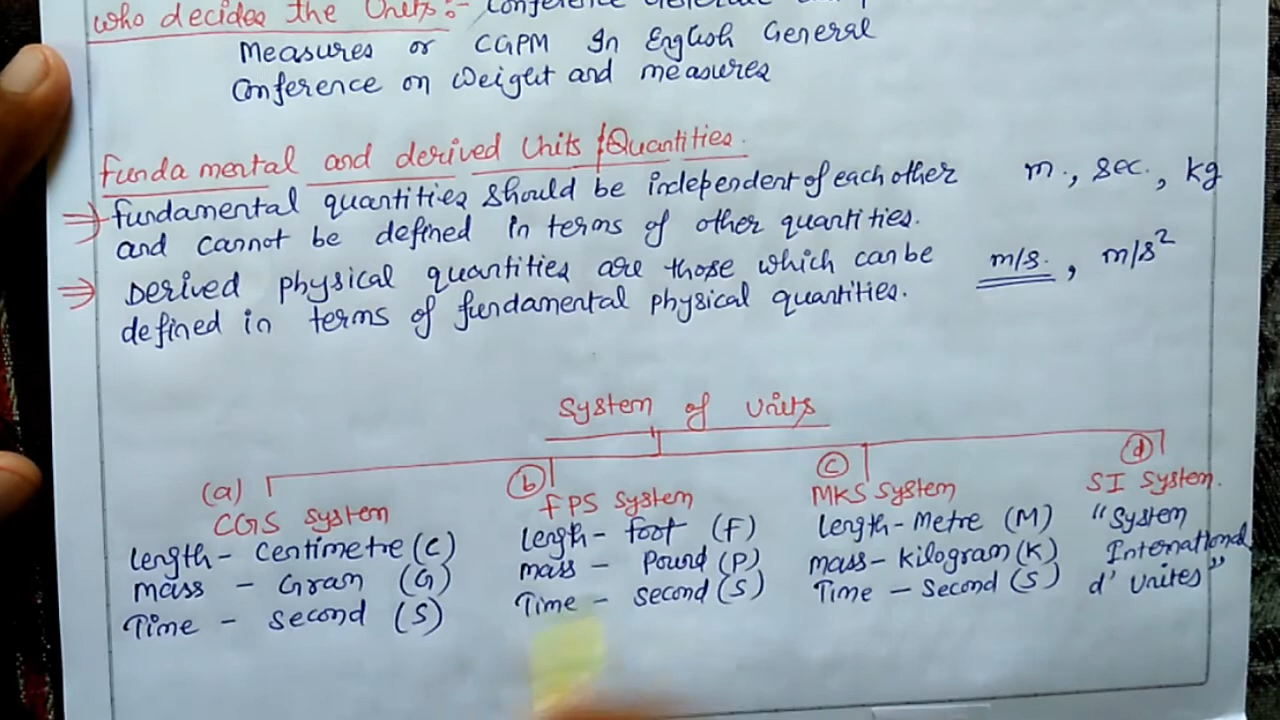 who decides the Units:- Conference
Measures or CGPM In English General
Conference on Weight and measures
fundamental and derived Units / Quantities.
⇒ fundamental quantities should be independent of each other m., sec., kg
and cannot be defined in terms of other quantities.
⇒ Derived physical quantities are those which can be m/s., m/s²
defined in terms of fundamental physical quantities.
System of Units
(a) CGS system
Length - Centimetre (C)
mass - Gram (G)
Time - Second (S)
(b) FPS system
Length - foot (F)
mass - Pound (P)
Time - second (S)
(c) MKS system
Length - Metre (M)
mass - Kilogram (K)
Time - Second (S)
(d) SI system.
"System
International
d' Unites"